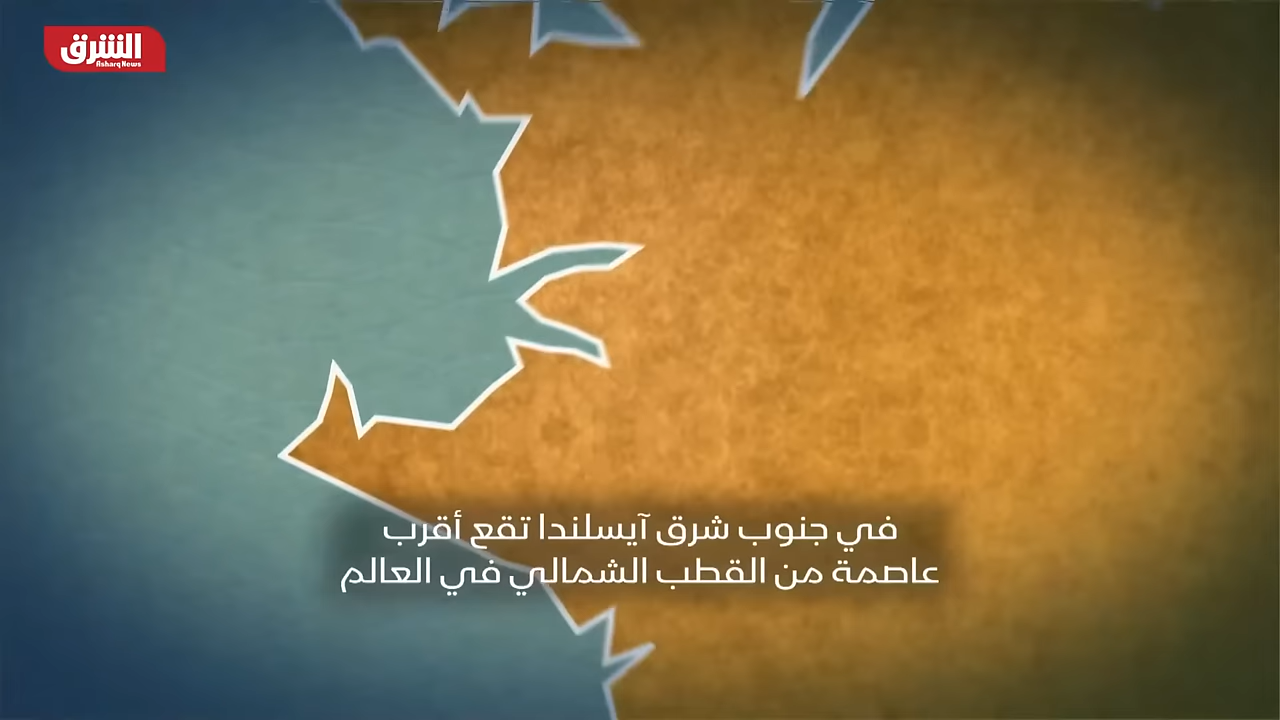 الشرق
Asharq News
في جنوب شرق آيسلندا تقع أقرب
عاصمة من القطب الشمالي في العالم